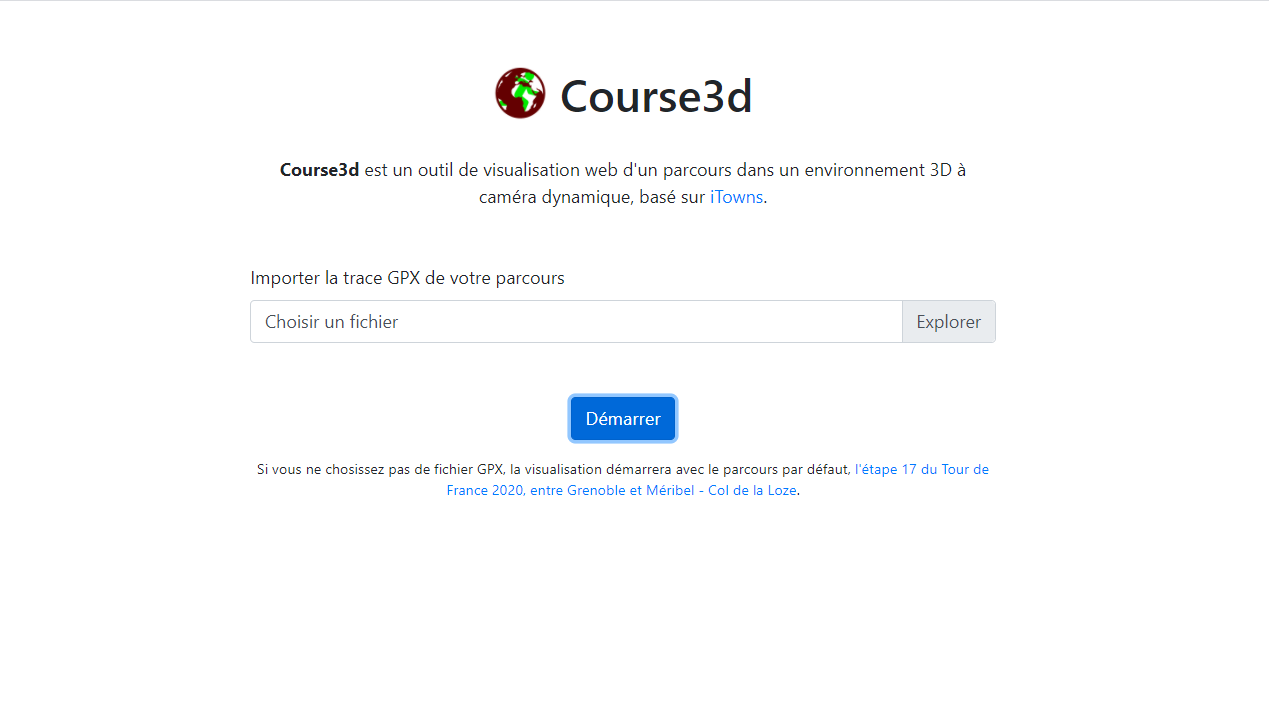 Course3d
Course3d est un outil de visualisation web d'un parcours dans un environnement 3D à
caméra dynamique, basé sur iTowns.
Importer la trace GPX de votre parcours
Choisir un fichier Explorer
Démarrer
Si vous ne chosissez pas de fichier GPX, la visualisation démarrera avec le parcours par défaut, l'étape 17 du Tour de
France 2020, entre Grenoble et Méribel - Col de la Loze.